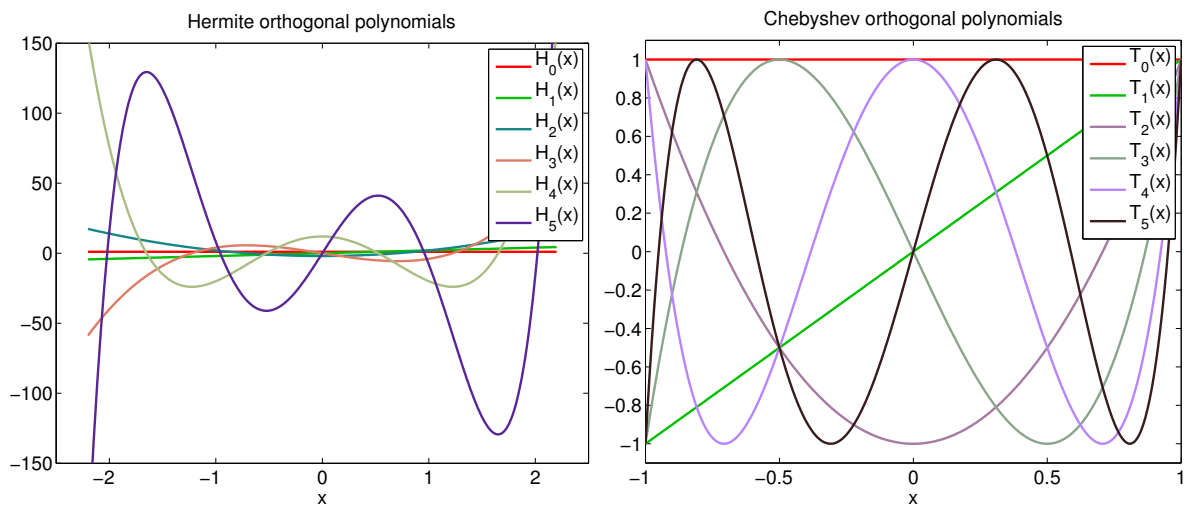 Hermite orthogonal polynomials
150
100
50
0
−50
−100
−150
−2
−1
0
1
2
x
H0(x)
H1(x)
H2(x)
H3(x)
H4(x)
H5(x)
Chebyshev orthogonal polynomials
1
0.8
0.6
0.4
0.2
0
−0.2
−0.4
−0.6
−0.8
−1
−1
−0.5
0
0.5
1
x
T0(x)
T1(x)
T2(x)
T3(x)
T4(x)
T5(x)